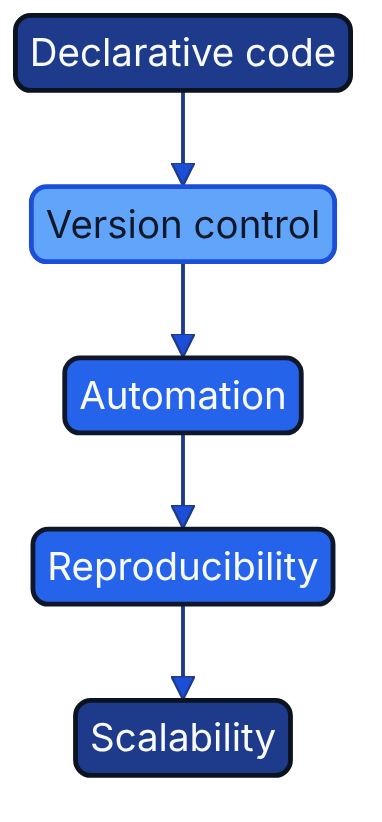 Declarative code
Version control
Automation
Reproducibility
Scalability